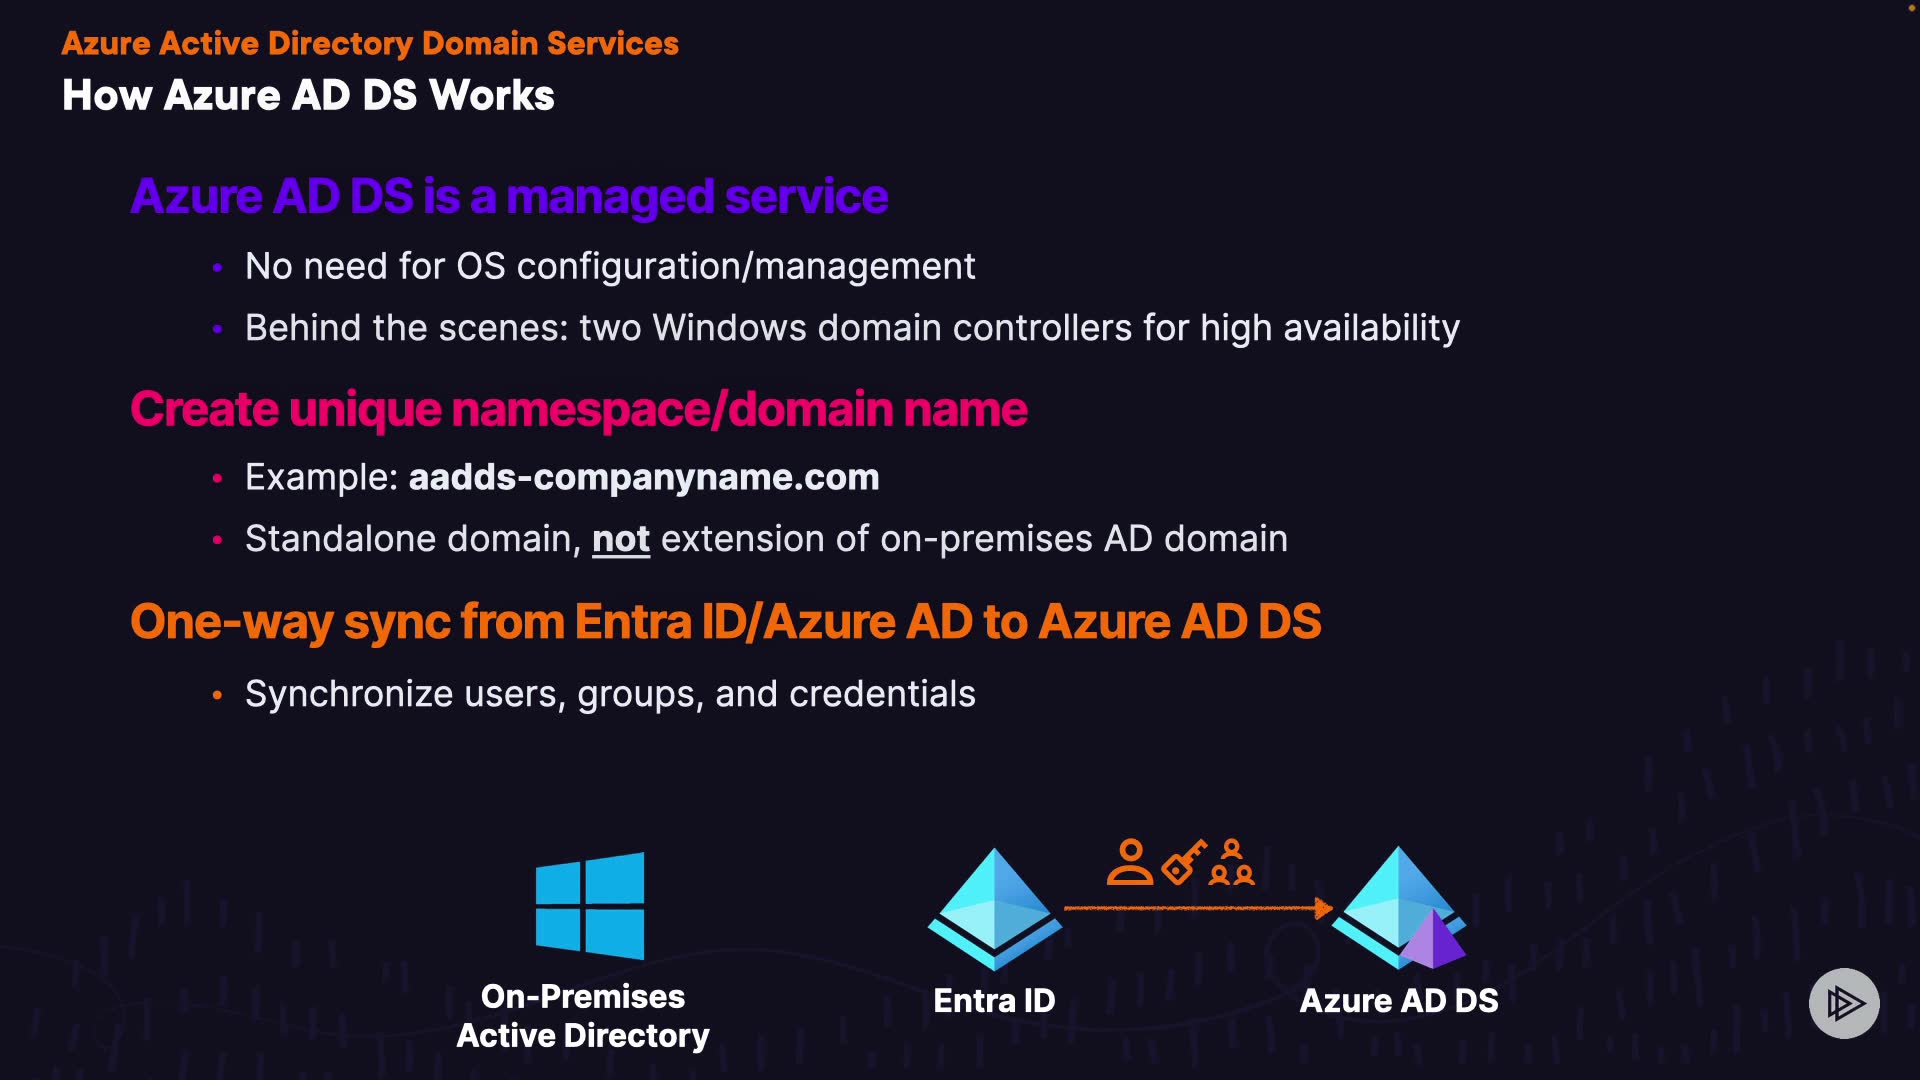 Azure Active Directory Domain Services
How Azure AD DS Works
Azure AD DS is a managed service
• No need for OS configuration/management
• Behind the scenes: two Windows domain controllers for high availability
Create unique namespace/domain name
• Example: aadds-companyname.com
• Standalone domain, not extension of on-premises AD domain
One-way sync from Entra ID/Azure AD to Azure AD DS
• Synchronize users, groups, and credentials
On-Premises
Active Directory
Entra ID
Azure AD DS